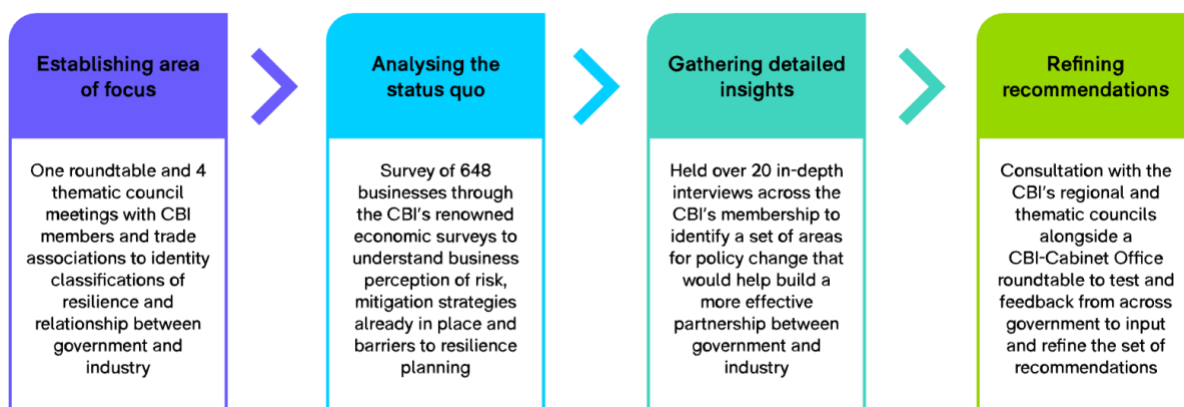 Establishing area
of focus
One roundtable and 4
thematic council
meetings with CBI
members and trade
associations to identity
classifications of
resilience and
relationship between
government and
industry
Analysing the
status quo
Survey of 648
businesses through
the CBI's renowned
economic surveys to
understand business
perception of risk,
mitigation strategies
already in place and
barriers to resilience
planning
Gathering detailed
insights
Held over 20 in-depth
interviews across the
CBI's membership to
identify a set of areas
for policy change that
would help build a
more effective
partnership between
government and
industry
Refining
recommendations
Consultation with the
CBI's regional and
thematic councils
alongside a
CBI-Cabinet Office
roundtable to test and
feedback from across
government to input
and refine the set of
recommendations